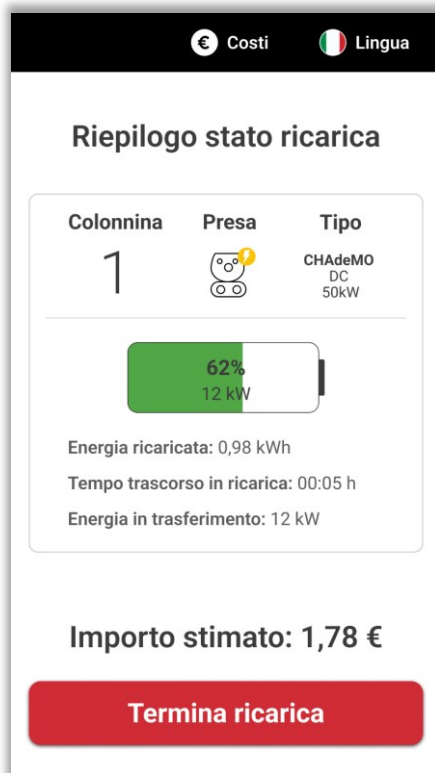 € Costi Lingua
Riepilogo stato ricarica
Colonnina Presa Tipo
1
CHAdeMO
DC
50kW
62%
12 kW
Energia ricaricata: 0,98 kWh
Tempo trascorso in ricarica: 00:05 h
Energia in trasferimento: 12 kW
Importo stimato: 1,78 €
Termina ricarica